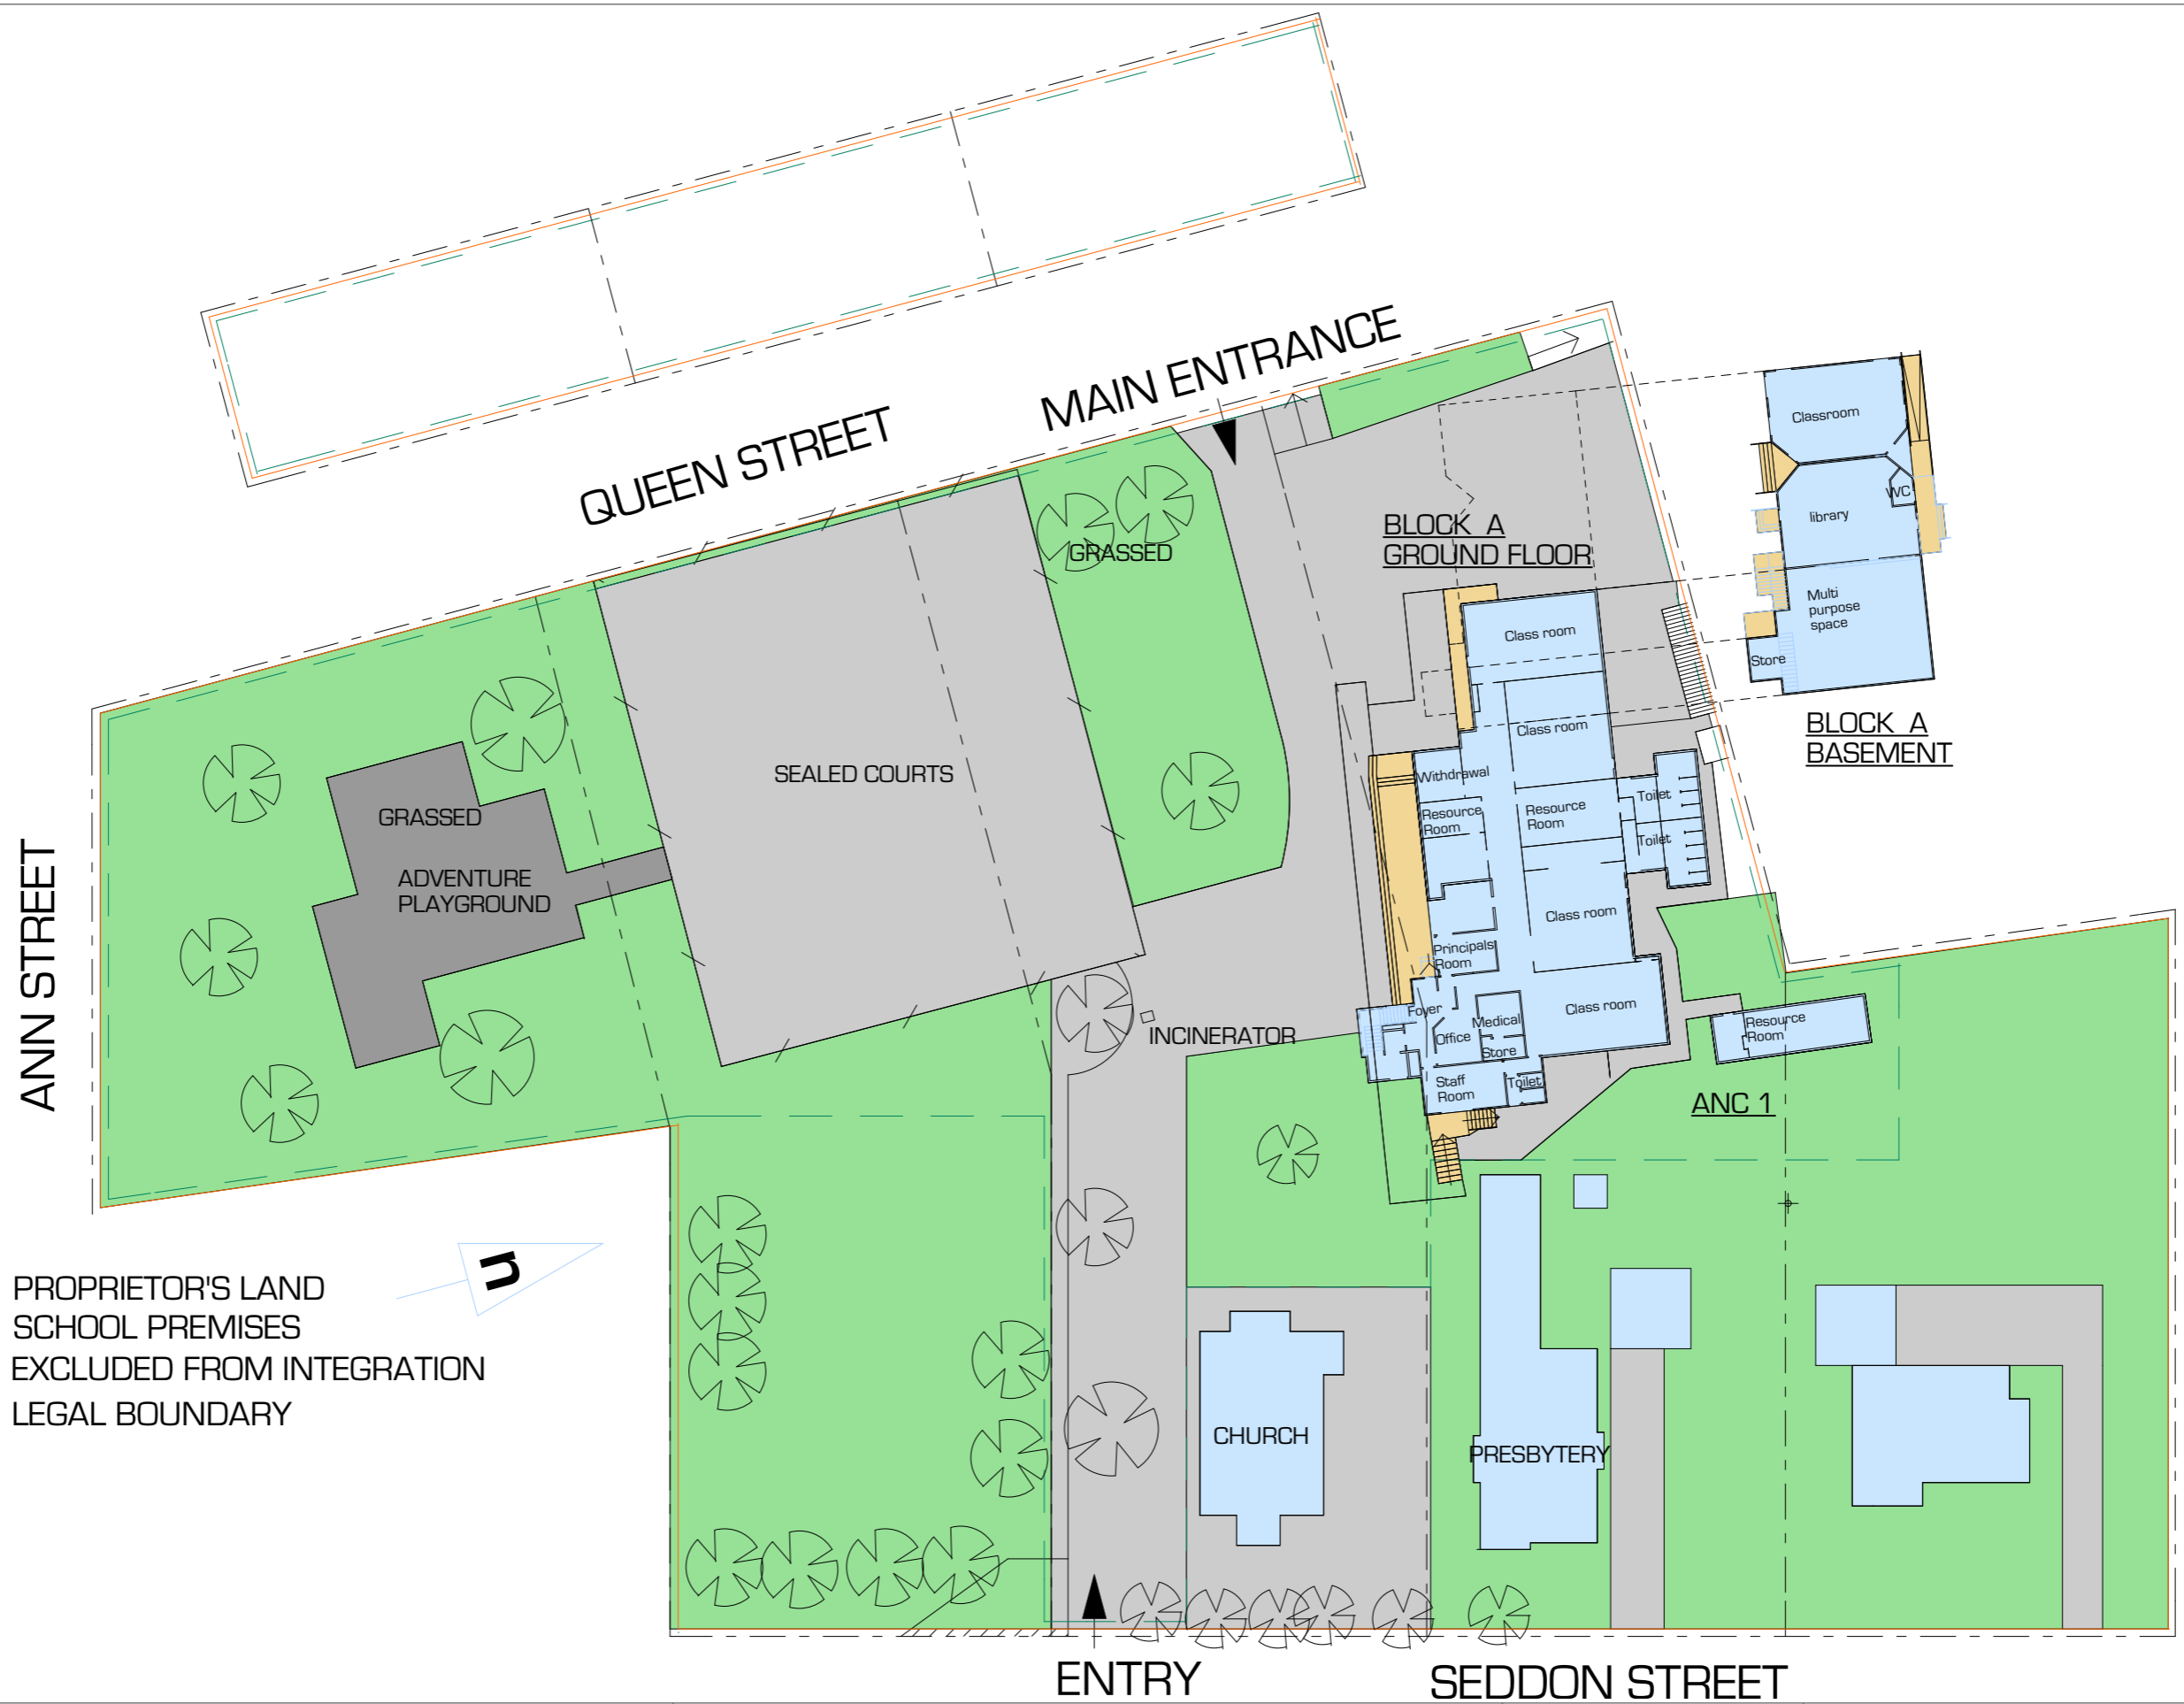 QUEEN STREET
MAIN ENTRANCE
BLOCK A
GROUND FLOOR
Classroom
WC
library
Multi
purpose
space
Store
BLOCK A
BASEMENT
GRASSED
SEALED COURTS
GRASSED
ADVENTURE
PLAYGROUND
ANN STREET
Class room
Class room
Withdrawal
Resource
Room
Resource
Room
Toilet
Toilet
Class room
Principals
Room
Class room
Foyer
Office
Medical
Store
Staff
Room
Toilet
Resource
Room
ANC 1
INCINERATOR
n
PROPRIETOR'S LAND
SCHOOL PREMISES
EXCLUDED FROM INTEGRATION
LEGAL BOUNDARY
CHURCH
PRESBYTERY
ENTRY
SEDDON STREET